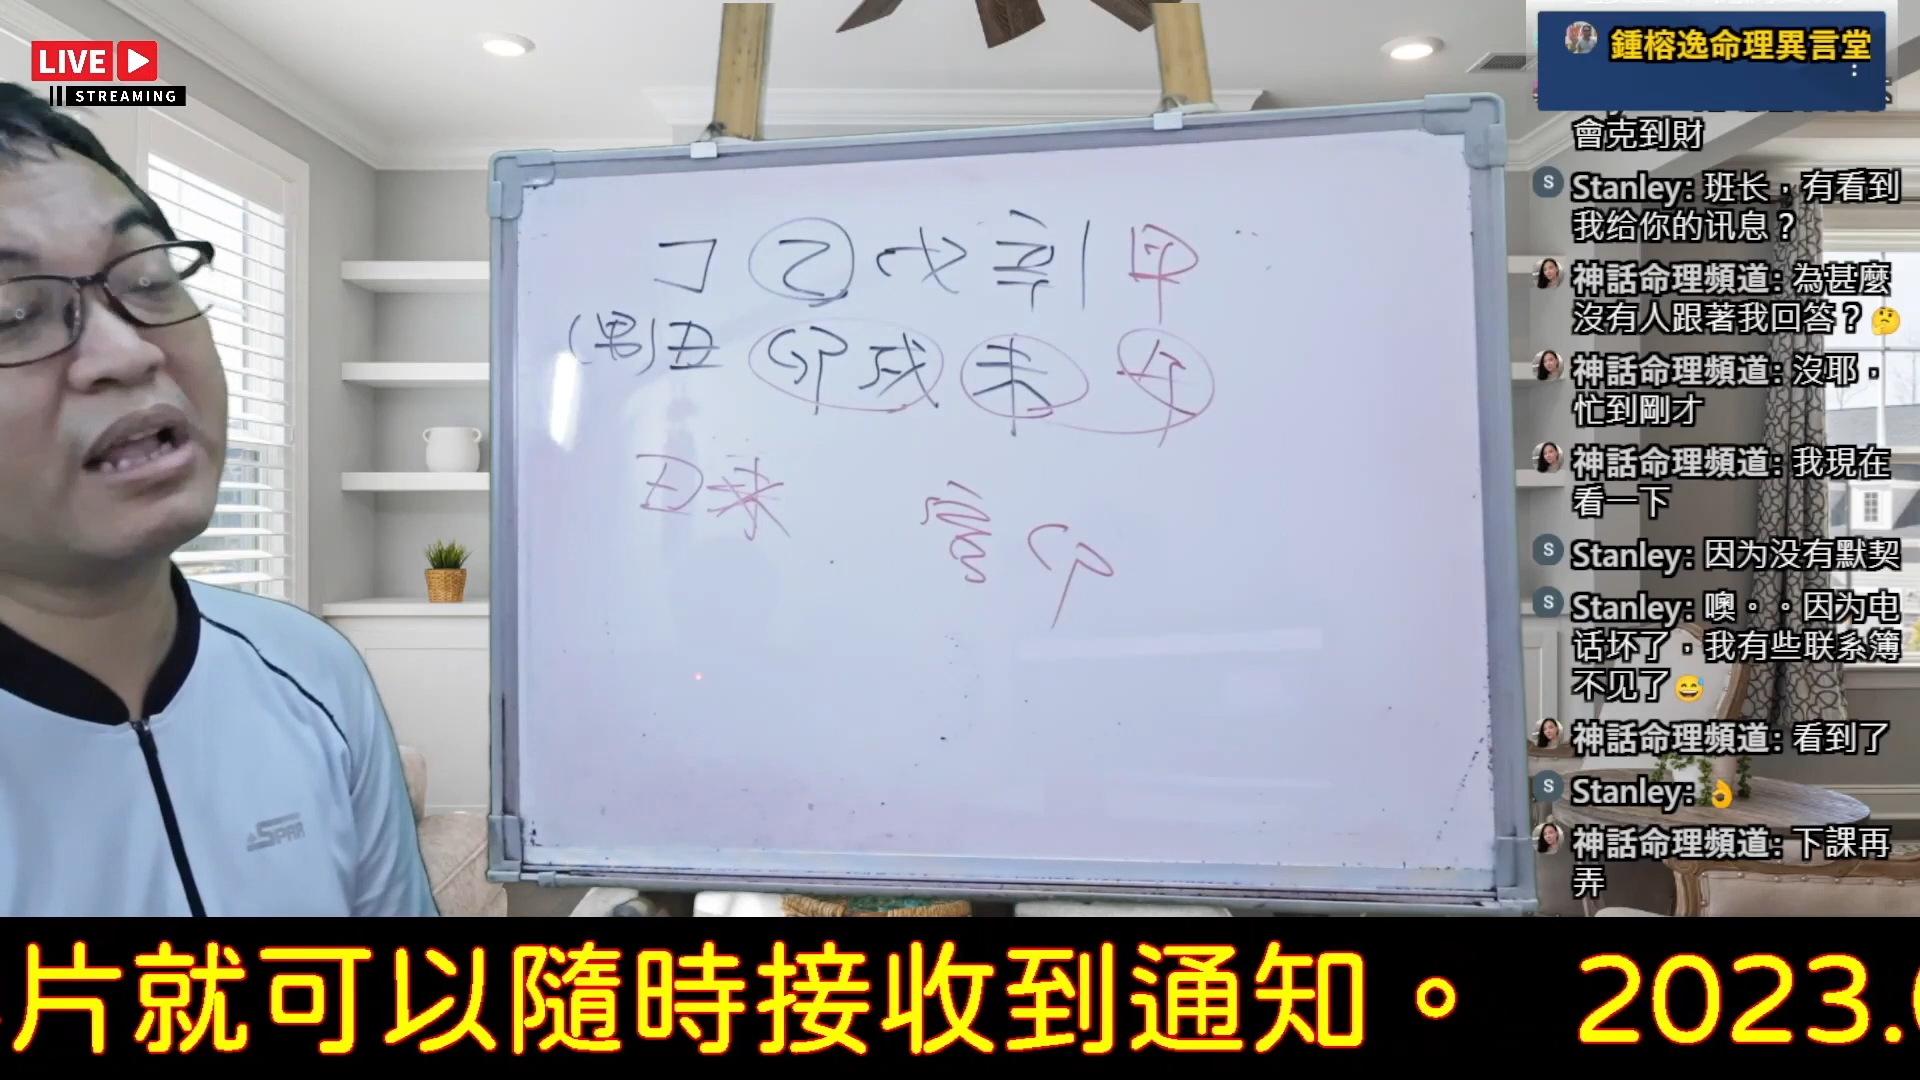 LIVE
STREAMING
鍾榕逸命理異言堂
會克到財
Stanley: 班长，有看到
我给你的讯息？
神話命理頻道: 為甚麼
沒有人跟著我回答？🤔
神話命理頻道: 沒耶，
忙到剛才
神話命理頻道: 我現在
看一下
Stanley: 因为没有默契
Stanley: 噢。。因为电
话坏了，我有些联系簿
不见了😅
神話命理頻道: 看到了
Stanley: 👌
神話命理頻道: 下課再
弄
乙戊辛甲
(男)丑卯戌未午
丑未
卯
SPAR
片就可以隨時接收到通知。 2023.